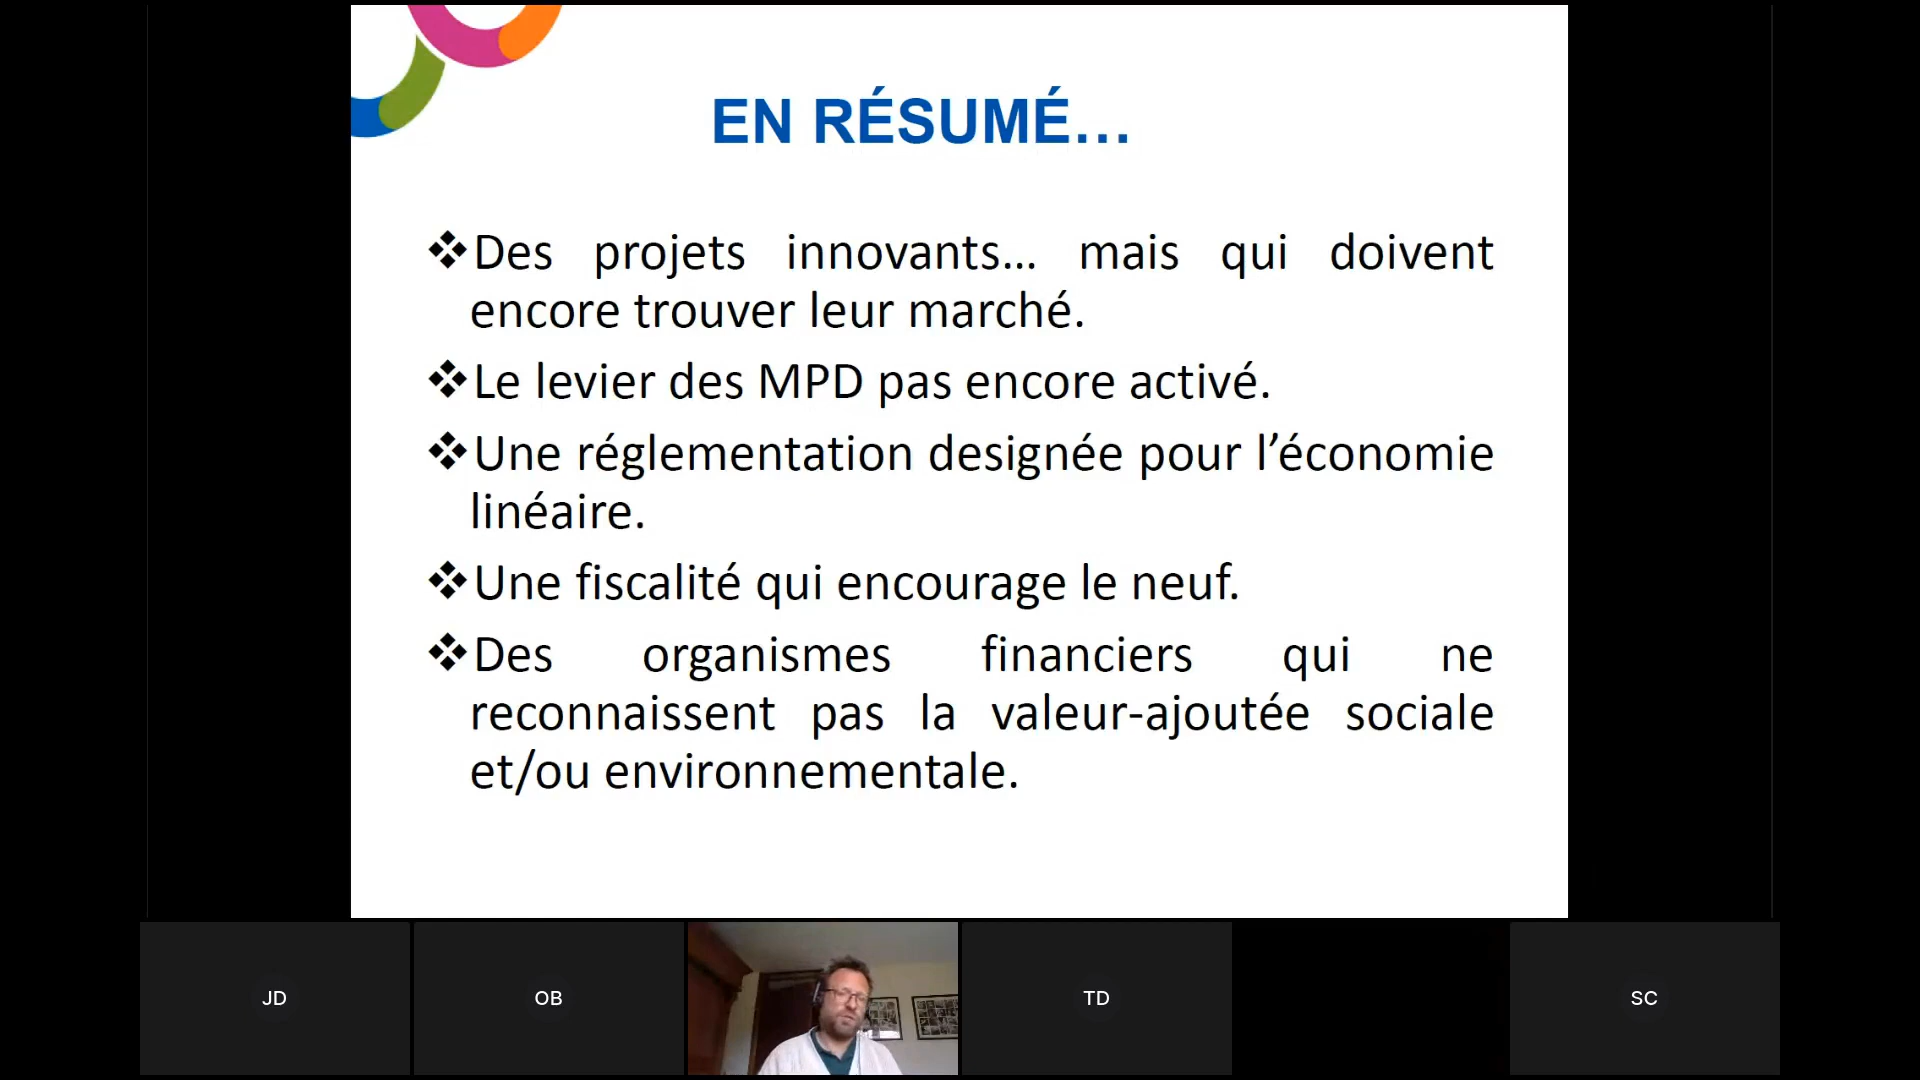 EN RÉSUMÉ…
❖Des projets innovants… mais qui doivent
encore trouver leur marché.
❖Le levier des MPD pas encore activé.
❖Une réglementation designée pour l’économie
linéaire.
❖Une fiscalité qui encourage le neuf.
❖Des organismes financiers qui ne
reconnaissent pas la valeur-ajoutée sociale
et/ou environnementale.
JD
OB
TD
SC